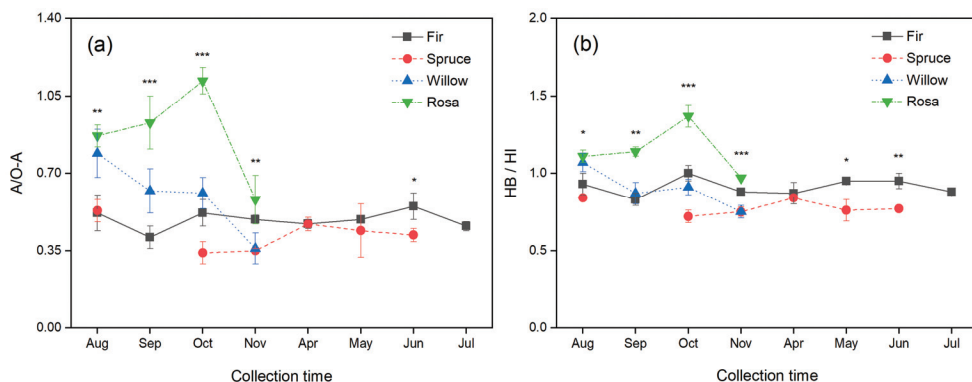 1.40
1.05
0.70
0.35
0.00
A/O-A
(a)
Fir
Spruce
Willow
Rosa
**
***
***
**
*
Aug Sep Oct Nov Apr May Jun Jul
Collection time
2.0
1.5
1.0
0.5
0.0
HB / HI
(b)
Fir
Spruce
Willow
Rosa
*
**
***
***
*
**
Aug Sep Oct Nov Apr May Jun Jul
Collection time